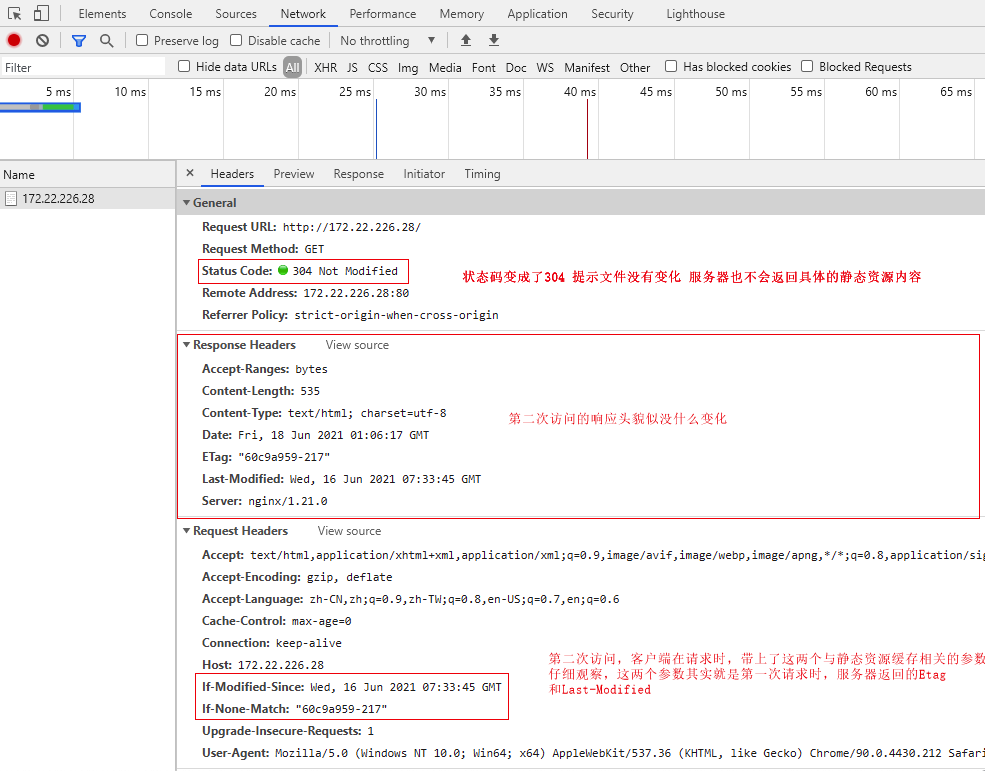 Elements Console Sources Network Performance Memory Application Security Lighthouse
Preserve log Disable cache No throttling
Filter Hide data URLs All XHR JS CSS Img Media Font Doc WS Manifest Other Has blocked cookies Blocked Requests
5 ms 10 ms 15 ms 20 ms 25 ms 30 ms 35 ms 40 ms 45 ms 50 ms 55 ms 60 ms 65 ms
Name × Headers Preview Response Initiator Timing
172.22.226.28
General
Request URL: http://172.22.226.28/
Request Method: GET
Status Code: 304 Not Modified
状态码变成了304 提示文件没有变化 服务器也不会返回具体的静态资源内容
Remote Address: 172.22.226.28:80
Referrer Policy: strict-origin-when-cross-origin
Response Headers View source
Accept-Ranges: bytes
Content-Length: 535
Content-Type: text/html; charset=utf-8
第二次访问的响应头貌似没什么变化
Date: Fri, 18 Jun 2021 01:06:17 GMT
ETag: "60c9a959-217"
Last-Modified: Wed, 16 Jun 2021 07:33:45 GMT
Server: nginx/1.21.0
Request Headers View source
Accept: text/html,application/xhtml+xml,application/xml;q=0.9,image/avif,image/webp,image/apng,*/*;q=0.8,application/sig
Accept-Encoding: gzip, deflate
Accept-Language: zh-CN,zh;q=0.9,zh-TW;q=0.8,en-US;q=0.7,en;q=0.6
Cache-Control: max-age=0
Connection: keep-alive
Host: 172.22.226.28
第二次访问，客户端在请求时，带上了这两个与静态资源缓存相关的参数
仔细观察，这两个参数其实就是第一次请求时，服务器返回的Etag
和Last-Modified
If-Modified-Since: Wed, 16 Jun 2021 07:33:45 GMT
If-None-Match: "60c9a959-217"
Upgrade-Insecure-Requests: 1
User-Agent: Mozilla/5.0 (Windows NT 10.0; Win64; x64) AppleWebKit/537.36 (KHTML, like Gecko) Chrome/90.0.4430.212 Safari